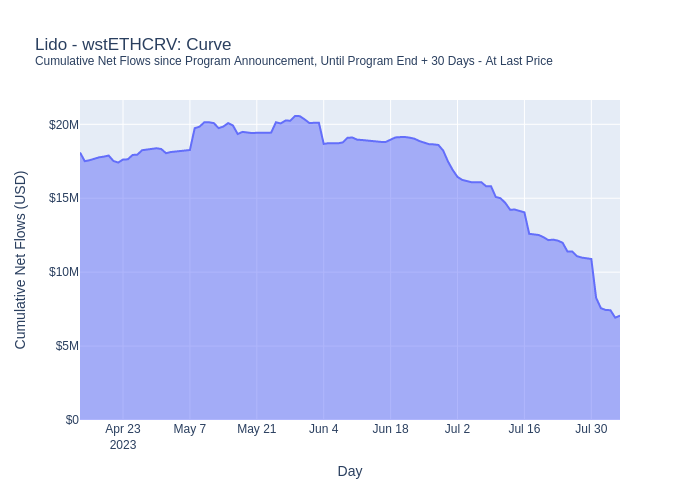 Lido - wstETHCRV: Curve
Cumulative Net Flows since Program Announcement, Until Program End + 30 Days - At Last Price
Cumulative Net Flows (USD)
$20M
$15M
$10M
$5M
$0
Apr 23 May 7 May 21 Jun 4 Jun 18 Jul 2 Jul 16 Jul 30
2023
Day